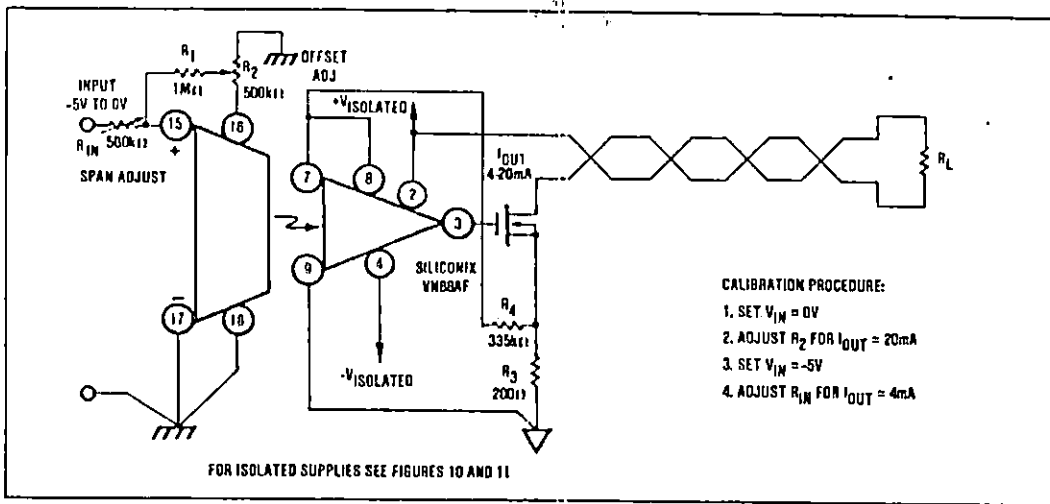 R1
1MΩ
R2
500kΩ
OFFSET
ADJ
INPUT
-5V TO 0V
RIN
500kΩ
SPAN ADJUST
15
+
16
17
–
18
+VISOLATED
7
8
2
3
9
4
-VISOLATED
IOUT
4-20mA
SILICONIX
VN88AF
R4
335kΩ
R3
200Ω
RL
CALIBRATION PROCEDURE:
1. SET VIN = 0V
2. ADJUST R2 FOR IOUT = 20mA
3. SET VIN = -5V
4. ADJUST RIN FOR IOUT = 4mA
FOR ISOLATED SUPPLIES SEE FIGURES 10 AND 11